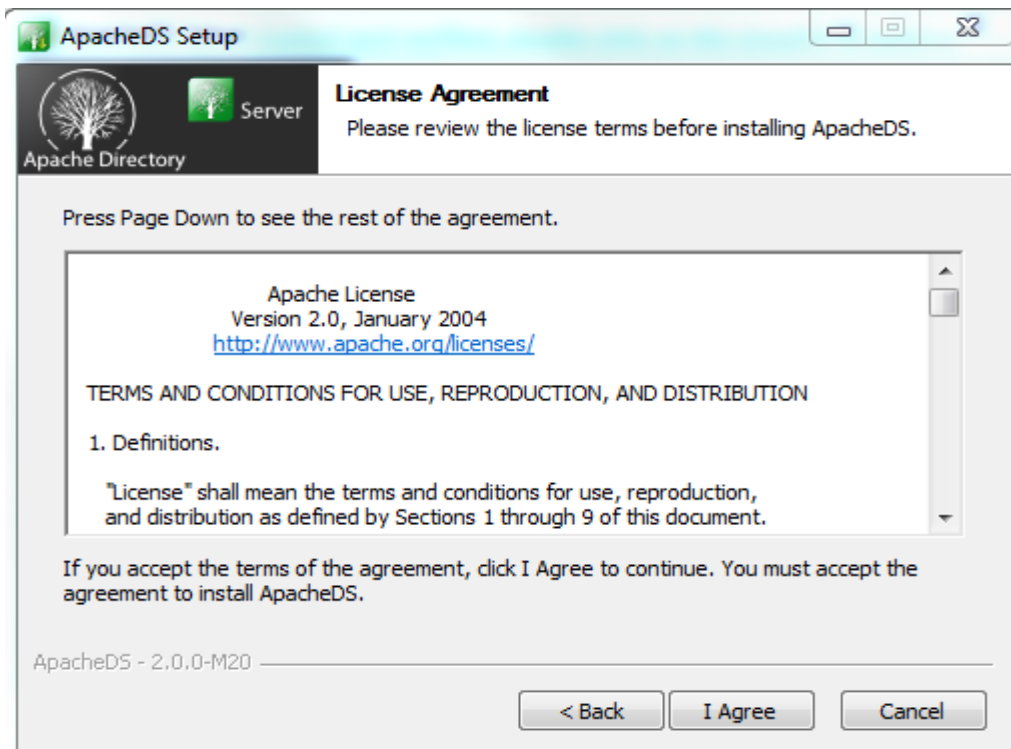 ApacheDS Setup
Apache Directory
Server
License Agreement
Please review the license terms before installing ApacheDS.
Press Page Down to see the rest of the agreement.
Apache License
Version 2.0, January 2004
http://www.apache.org/licenses/
TERMS AND CONDITIONS FOR USE, REPRODUCTION, AND DISTRIBUTION
1. Definitions.
"License" shall mean the terms and conditions for use, reproduction,
and distribution as defined by Sections 1 through 9 of this document.
If you accept the terms of the agreement, click I Agree to continue. You must accept the
agreement to install ApacheDS.
ApacheDS - 2.0.0-M20
< Back
I Agree
Cancel